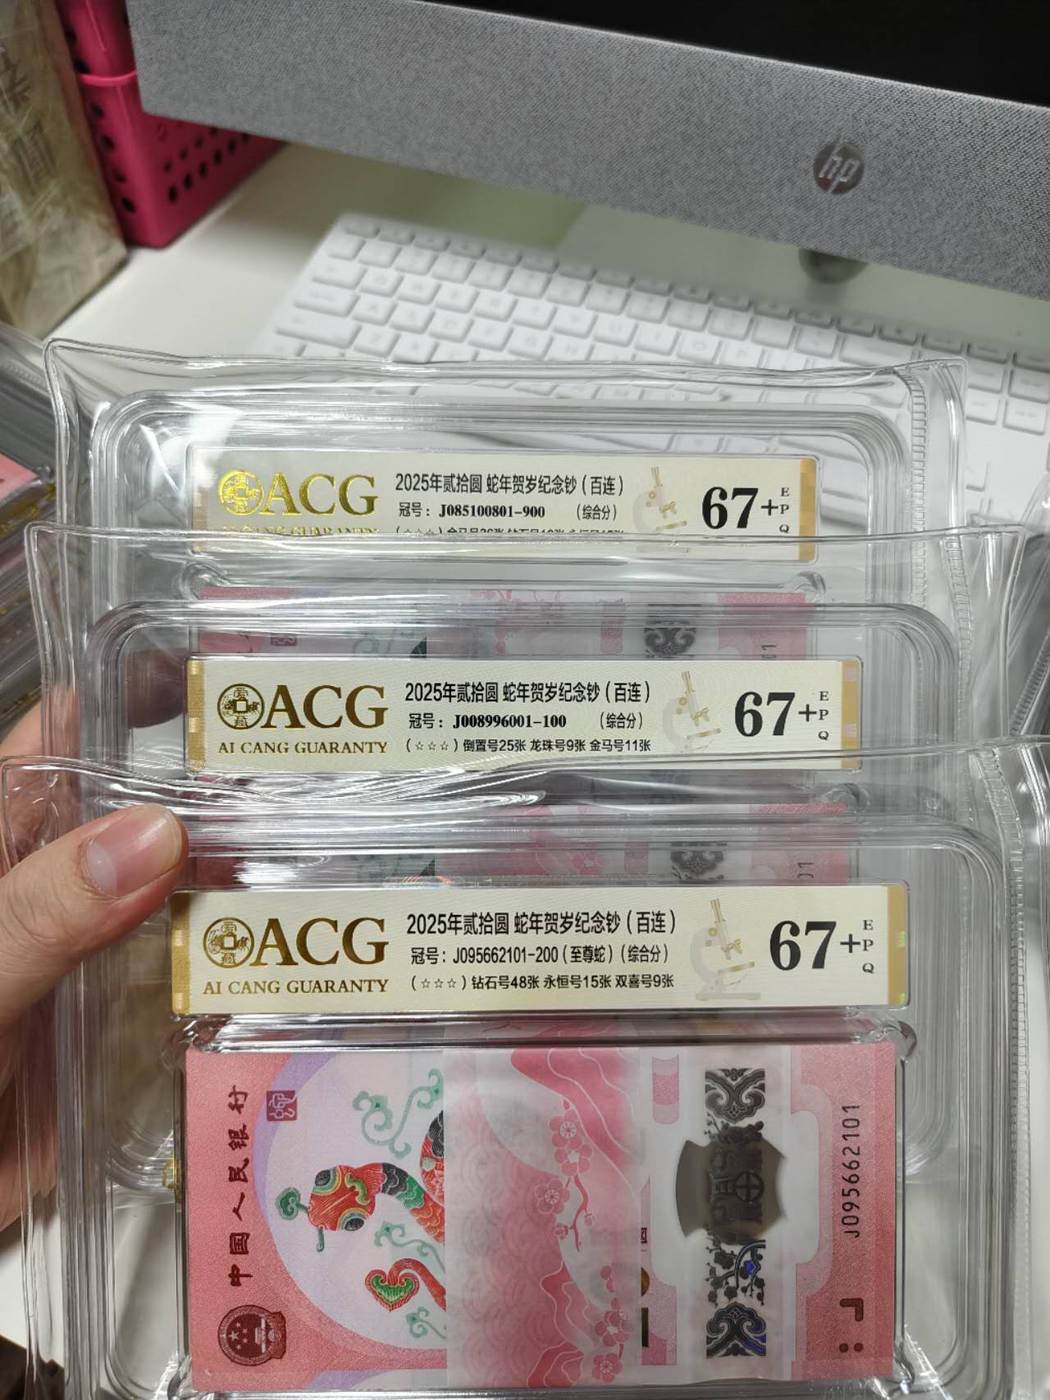 hp
ACG
2025年贰拾圆 蛇年贺岁纪念钞(百连)
冠号: J085100801-900 (综合分)
67+
EPQ
ACG
AI CANG GUARANTY
2025年贰拾圆 蛇年贺岁纪念钞(百连)
冠号: J008996001-100 (综合分)
(☆☆☆) 倒置号25张 龙珠号9张 金马号11张
67+
EPQ
ACG
AI CANG GUARANTY
2025年贰拾圆 蛇年贺岁纪念钞(百连)
冠号: J095662101-200(至尊蛇)(综合分)
(☆☆☆) 钻石号48张 永恒号15张 双喜号9张
67+
EPQ
中国人民银行
J095662101